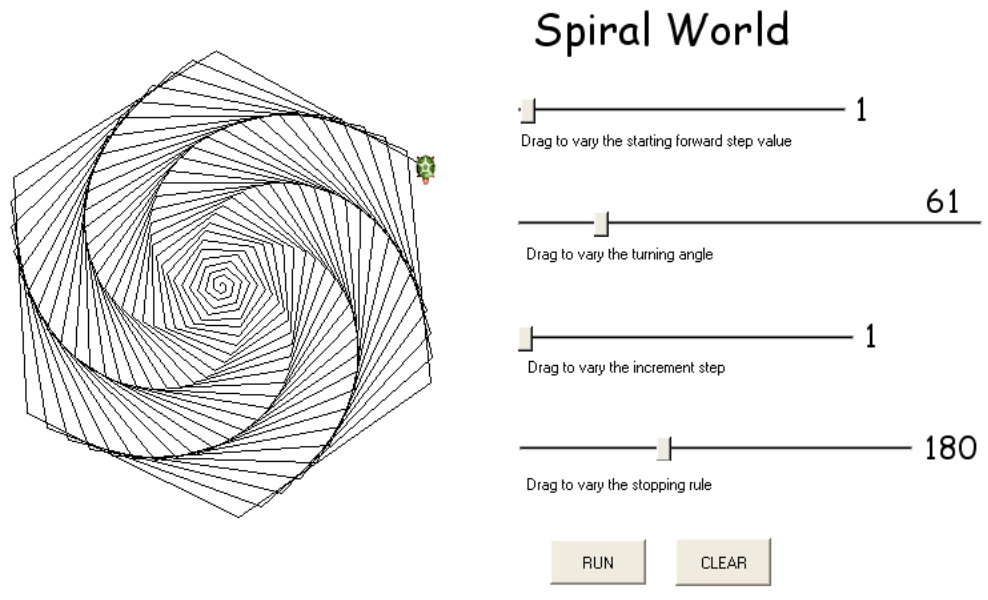 Spiral World
1
Drag to vary the starting forward step value
61
Drag to vary the turning angle
1
Drag to vary the increment step
180
Drag to vary the stopping rule
RUN CLEAR